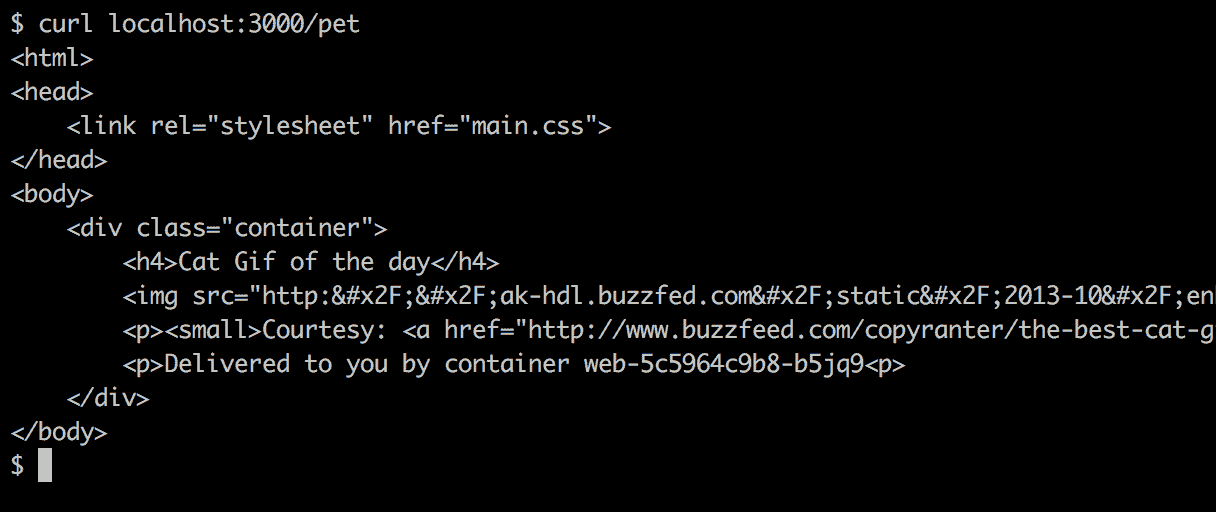 $ curl localhost:3000/pet
<html>
<head>
    <link rel="stylesheet" href="main.css">
</head>
<body>
    <div class="container">
        <h4>Cat Gif of the day</h4>
        <img src="http:&#x2F;&#x2F;ak-hdl.buzzfed.com&#x2F;static&#x2F;2013-10&#x2F;enl
        <p><small>Courtesy: <a href="http://www.buzzfeed.com/copyranter/the-best-cat-g
        <p>Delivered to you by container web-5c5964c9b8-b5jq9<p>
    </div>
</body>
$